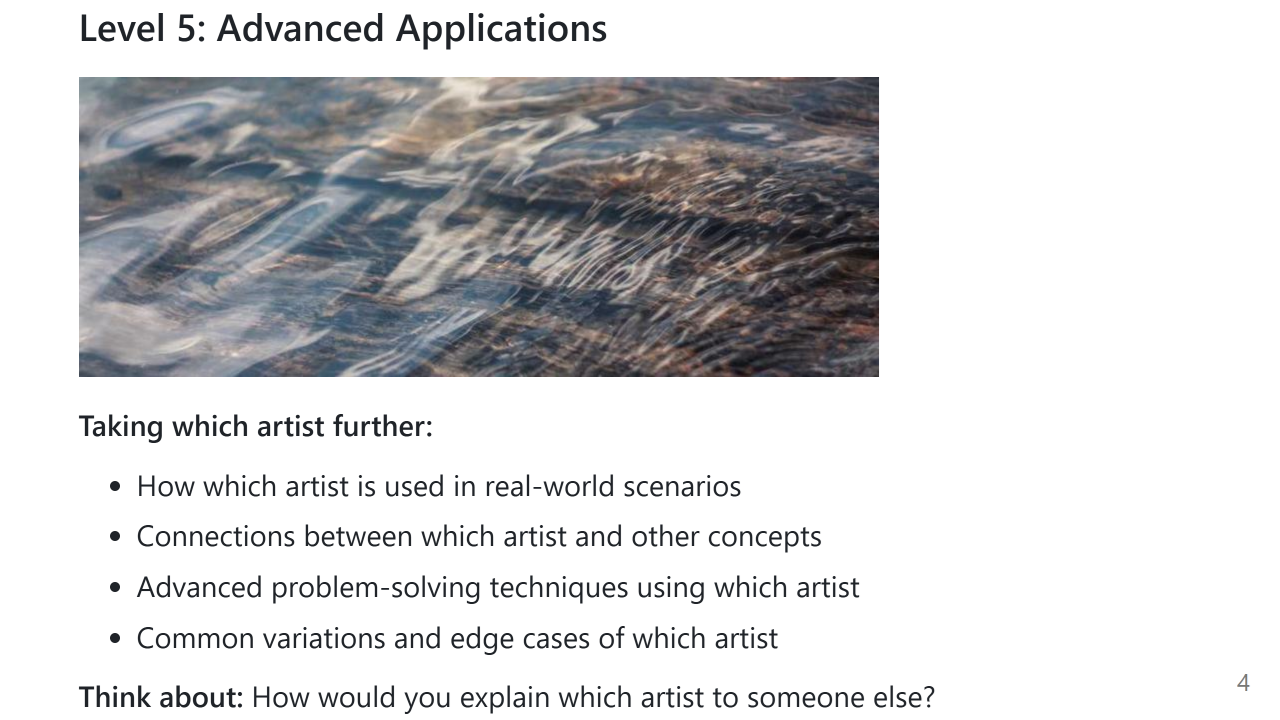 Level 5: Advanced Applications
Taking which artist further:
• How which artist is used in real-world scenarios
• Connections between which artist and other concepts
• Advanced problem-solving techniques using which artist
• Common variations and edge cases of which artist
Think about: How would you explain which artist to someone else?
4